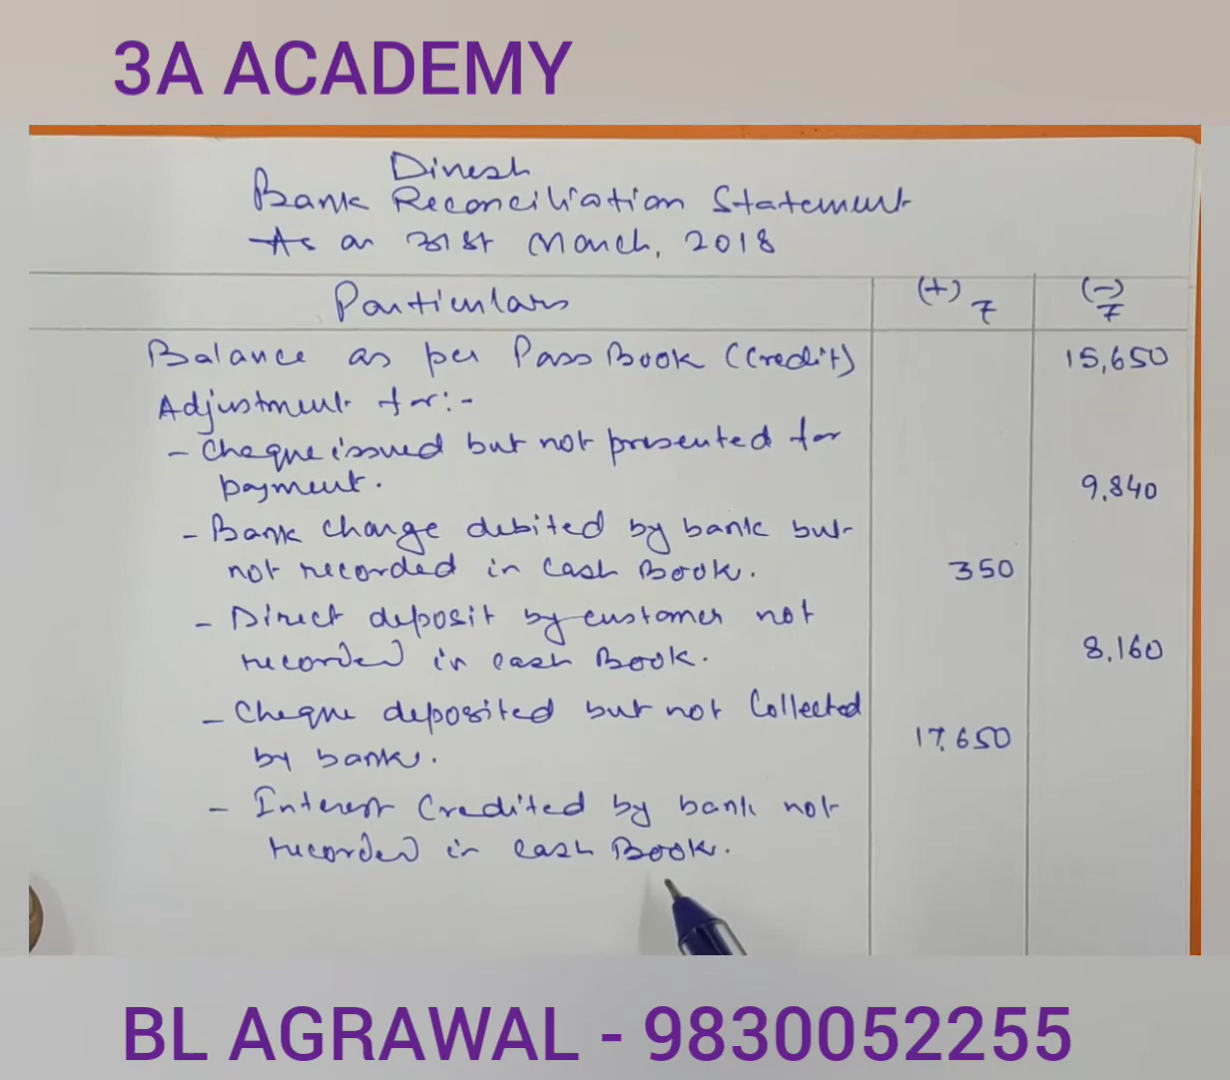 3A ACADEMY
Dinesh
Bank Reconciliation Statement
As on 31st March, 2018
Particulars (+) ₹ (-) ₹
Balance as per Pass Book (Credit) 15,650
Adjustment for:-
- Cheque issued but not presented for
payment. 9,840
- Bank charge debited by bank but
not recorded in Cash Book. 350
- Direct deposit by customer not
recorded in cash Book. 8,160
- Cheque deposited but not Collected
by bank. 17,650
- Interest Credited by bank not
recorded in cash Book.
BL AGRAWAL - 9830052255